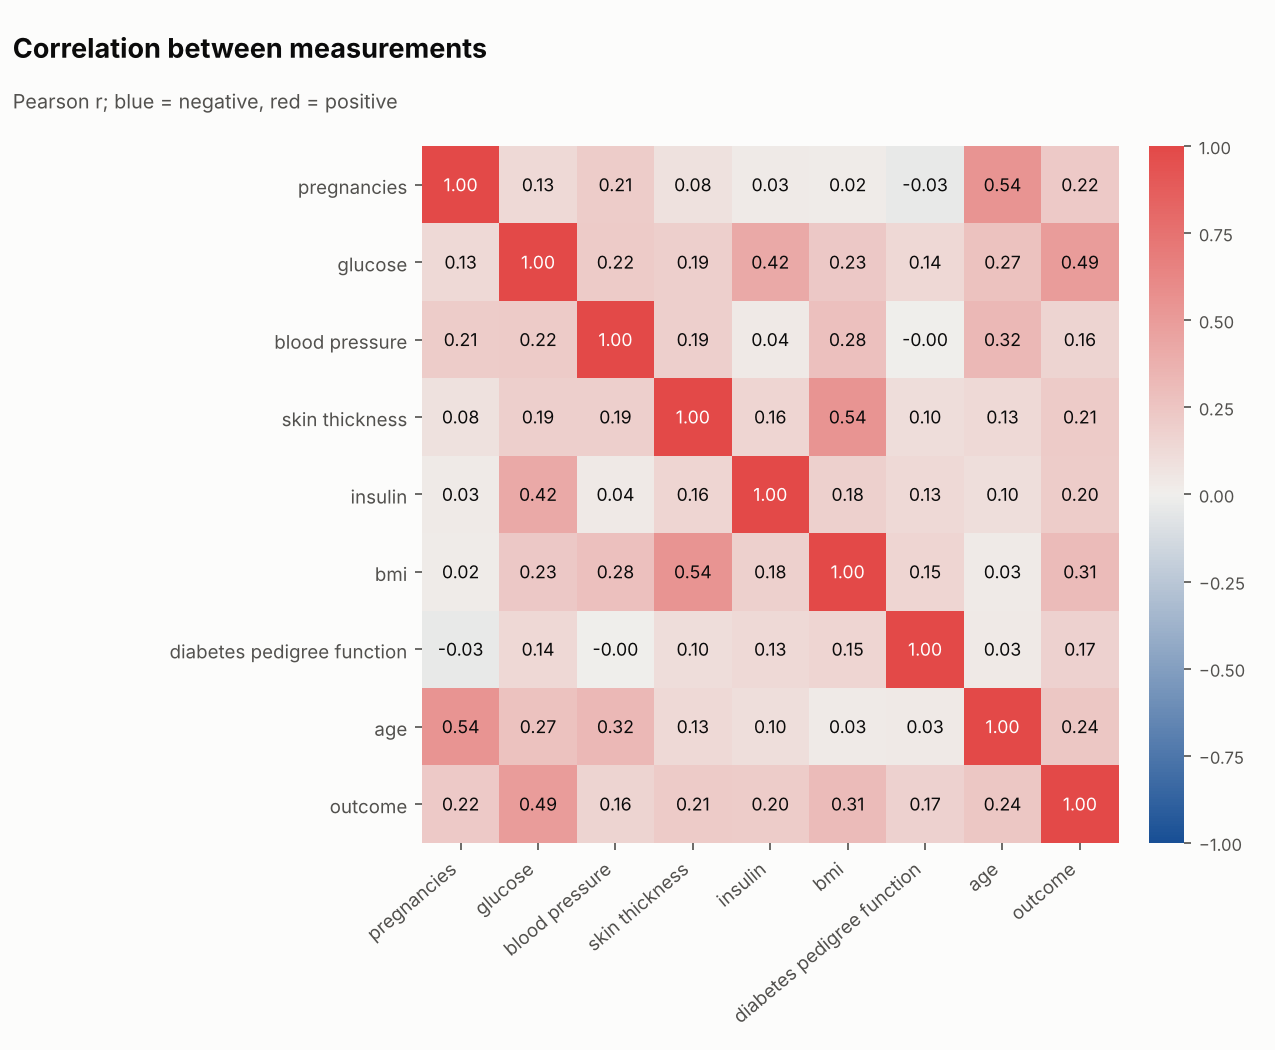 Correlation between measurements
Pearson r; blue = negative, red = positive
pregnancies 1.00 0.13 0.21 0.08 0.03 0.02 -0.03 0.54 0.22
glucose 0.13 1.00 0.22 0.19 0.42 0.23 0.14 0.27 0.49
blood pressure 0.21 0.22 1.00 0.19 0.04 0.28 -0.00 0.32 0.16
skin thickness 0.08 0.19 0.19 1.00 0.16 0.54 0.10 0.13 0.21
insulin 0.03 0.42 0.04 0.16 1.00 0.18 0.13 0.10 0.20
bmi 0.02 0.23 0.28 0.54 0.18 1.00 0.15 0.03 0.31
diabetes pedigree function -0.03 0.14 -0.00 0.10 0.13 0.15 1.00 0.03 0.17
age 0.54 0.27 0.32 0.13 0.10 0.03 0.03 1.00 0.24
outcome 0.22 0.49 0.16 0.21 0.20 0.31 0.17 0.24 1.00
pregnancies
glucose
blood pressure
skin thickness
insulin
bmi
diabetes pedigree function
age
outcome
1.00
0.75
0.50
0.25
0.00
−0.25
−0.50
−0.75
−1.00